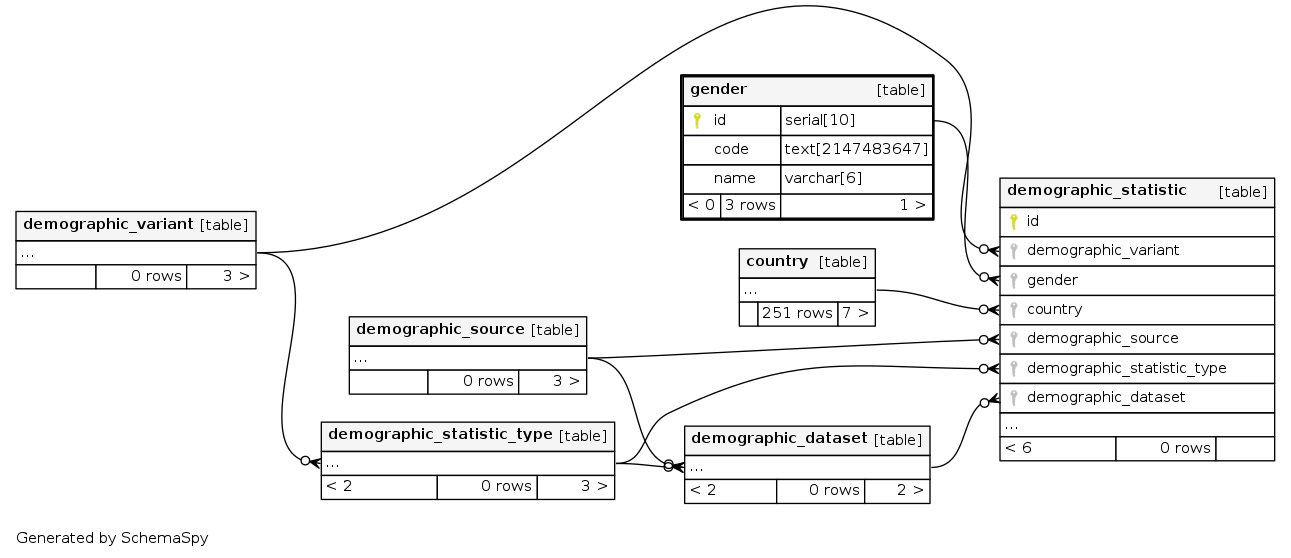 gender [table]
id serial[10]
code text[2147483647]
name varchar[6]
< 0 3 rows 1 >
demographic_statistic [table]
id
demographic_variant
gender
country
demographic_source
demographic_statistic_type
demographic_dataset
...
< 6 0 rows
demographic_variant [table]
...
0 rows 3 >
country [table]
...
251 rows 7 >
demographic_source [table]
...
0 rows 3 >
demographic_statistic_type [table]
...
< 2 0 rows 3 >
demographic_dataset [table]
...
< 2 0 rows 2 >
Generated by SchemaSpy